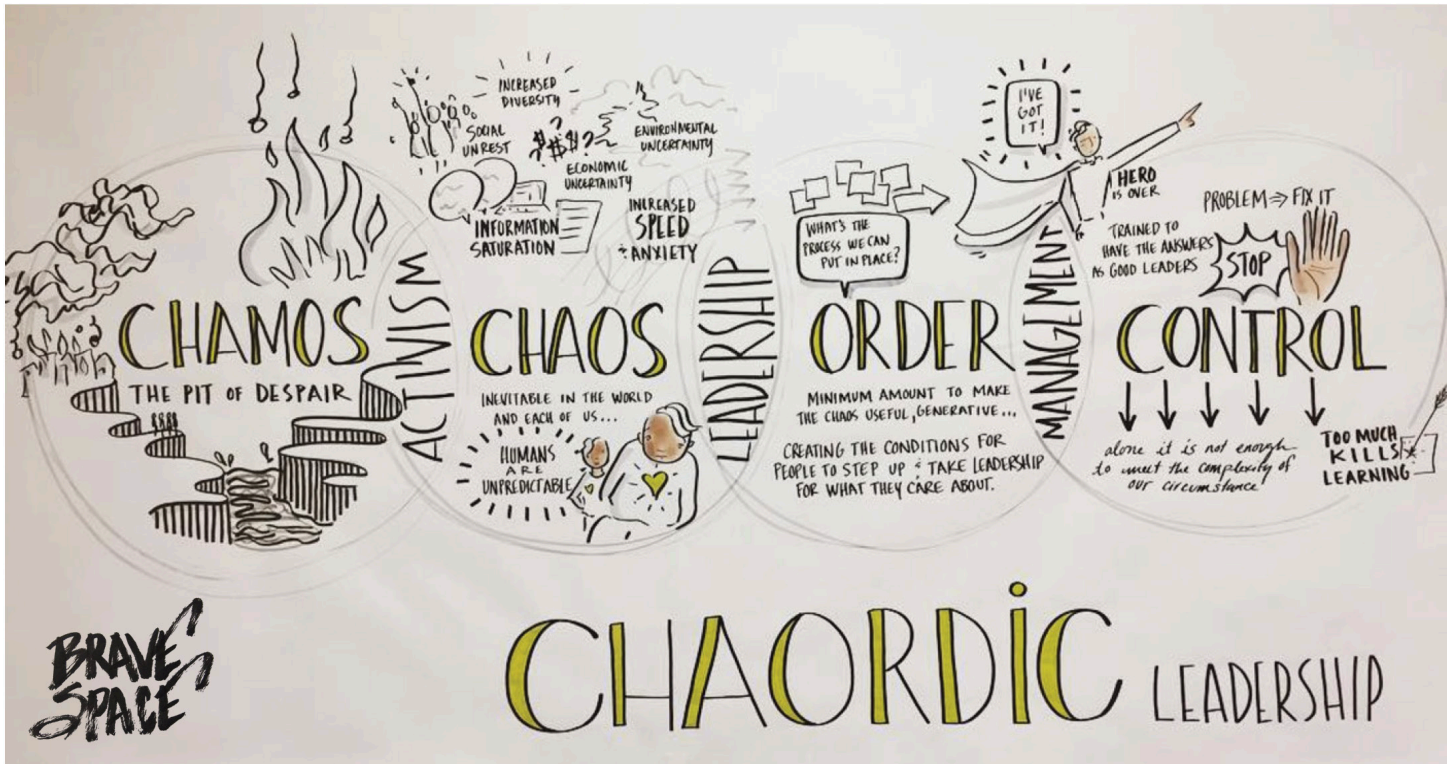 CHAMOS
THE PIT OF DESPAIR
ACTIVISM
INCREASED
DIVERSITY
SOCIAL
UNREST
$#$!?
ECONOMIC
UNCERTAINTY
ENVIRONMENTAL
UNCERTAINTY
INFORMATION
SATURATION
INCREASED
SPEED
+ ANXIETY
CHAOS
INEVITABLE IN THE WORLD
AND EACH OF US...
HUMANS
ARE
UNPREDICTABLE
LEADERSHIP
WHAT'S THE
PROCESS WE CAN
PUT IN PLACE?
ORDER
MINIMUM AMOUNT TO MAKE
THE CHAOS USEFUL, GENERATIVE...
CREATING THE CONDITIONS FOR
PEOPLE TO STEP UP + TAKE LEADERSHIP
FOR WHAT THEY CARE ABOUT.
MANAGEMENT
I'VE
GOT
IT!
HERO
IS OVER
TRAINED TO
HAVE THE ANSWERS
AS GOOD LEADERS
PROBLEM ⇒ FIX IT
STOP
CONTROL
alone it is not enough
to meet the complexity of
our circumstance
TOO MUCH
KILLS
LEARNING
BRAVE
SPACE
CHAORDIC LEADERSHIP